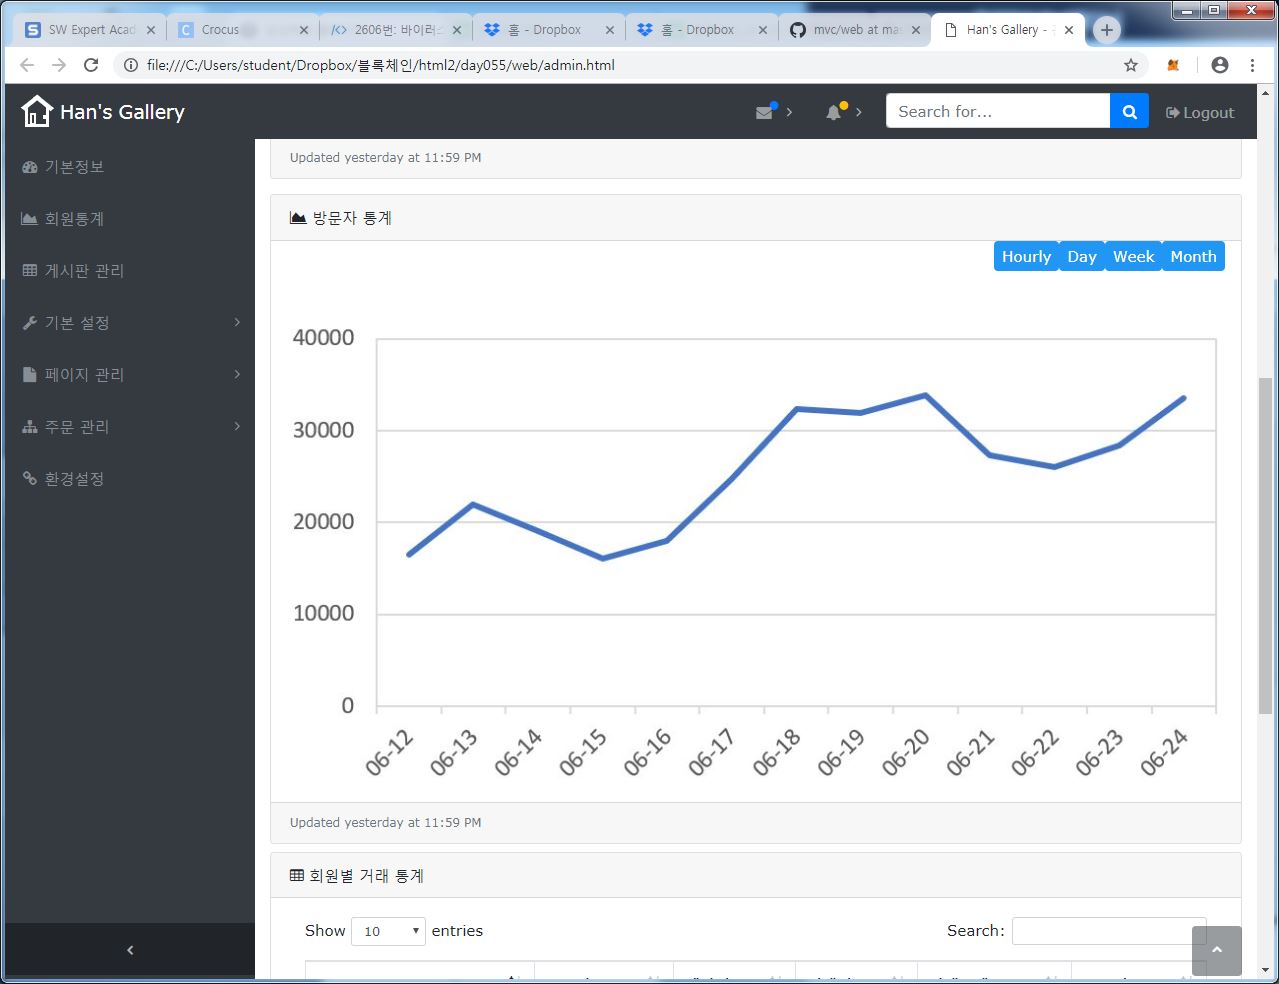 SW Expert Acad
Crocus
2606번: 바이러스
홈 - Dropbox
홈 - Dropbox
mvc/web at mas
Han's Gallery -
file:///C:/Users/student/Dropbox/블록체인/html2/day055/web/admin.html
Han's Gallery
Search for...
Logout
기본정보
회원통계
게시판 관리
기본 설정
페이지 관리
주문 관리
환경설정
Updated yesterday at 11:59 PM
방문자 통계
Hourly Day Week Month
40000
30000
20000
10000
0
06-12 06-13 06-14 06-15 06-16 06-17 06-18 06-19 06-20 06-21 06-22 06-23 06-24
Updated yesterday at 11:59 PM
회원별 거래 통계
Show 10 entries
Search: